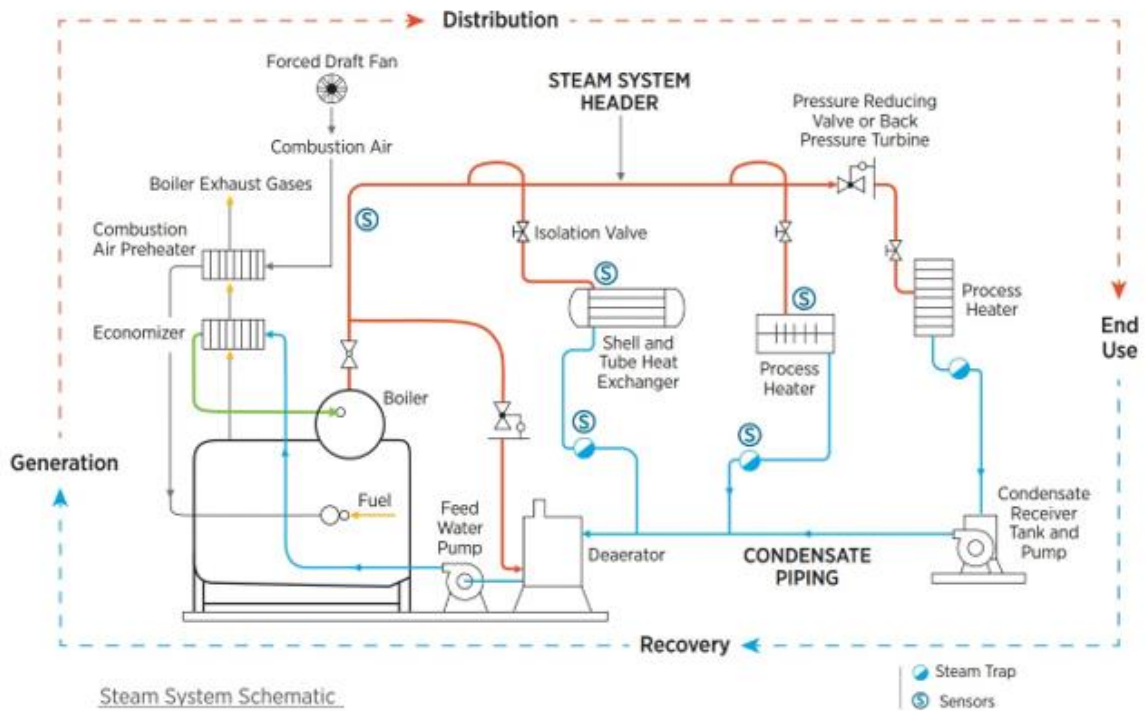 Distribution
Forced Draft Fan
Combustion Air
Boiler Exhaust Gases
Combustion
Air Preheater
Economizer
STEAM SYSTEM
HEADER
Pressure Reducing
Valve or Back
Pressure Turbine
S
Isolation Valve
S
Shell and
Tube Heat
Exchanger
S
Process
Heater
Process
Heater
End
Use
Boiler
Generation
Fuel
S
S
Feed
Water
Pump
Deaerator
CONDENSATE
PIPING
Condensate
Receiver
Tank and
Pump
Recovery
Steam System Schematic
Steam Trap
S Sensors